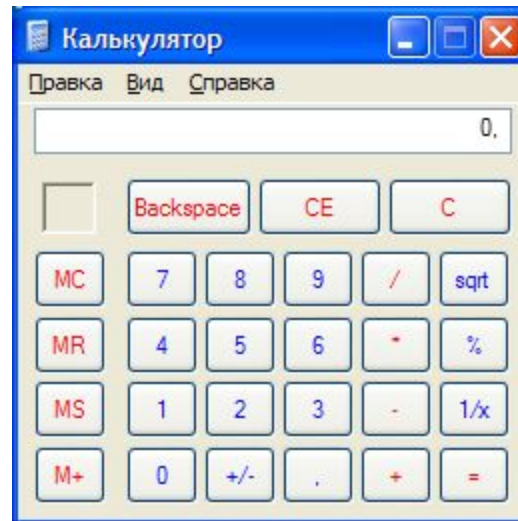 Калькулятор
Правка Вид Справка
0,
Backspace CE C
MC 7 8 9 / sqrt
MR 4 5 6 * %
MS 1 2 3 - 1/x
M+ 0 +/- , + =